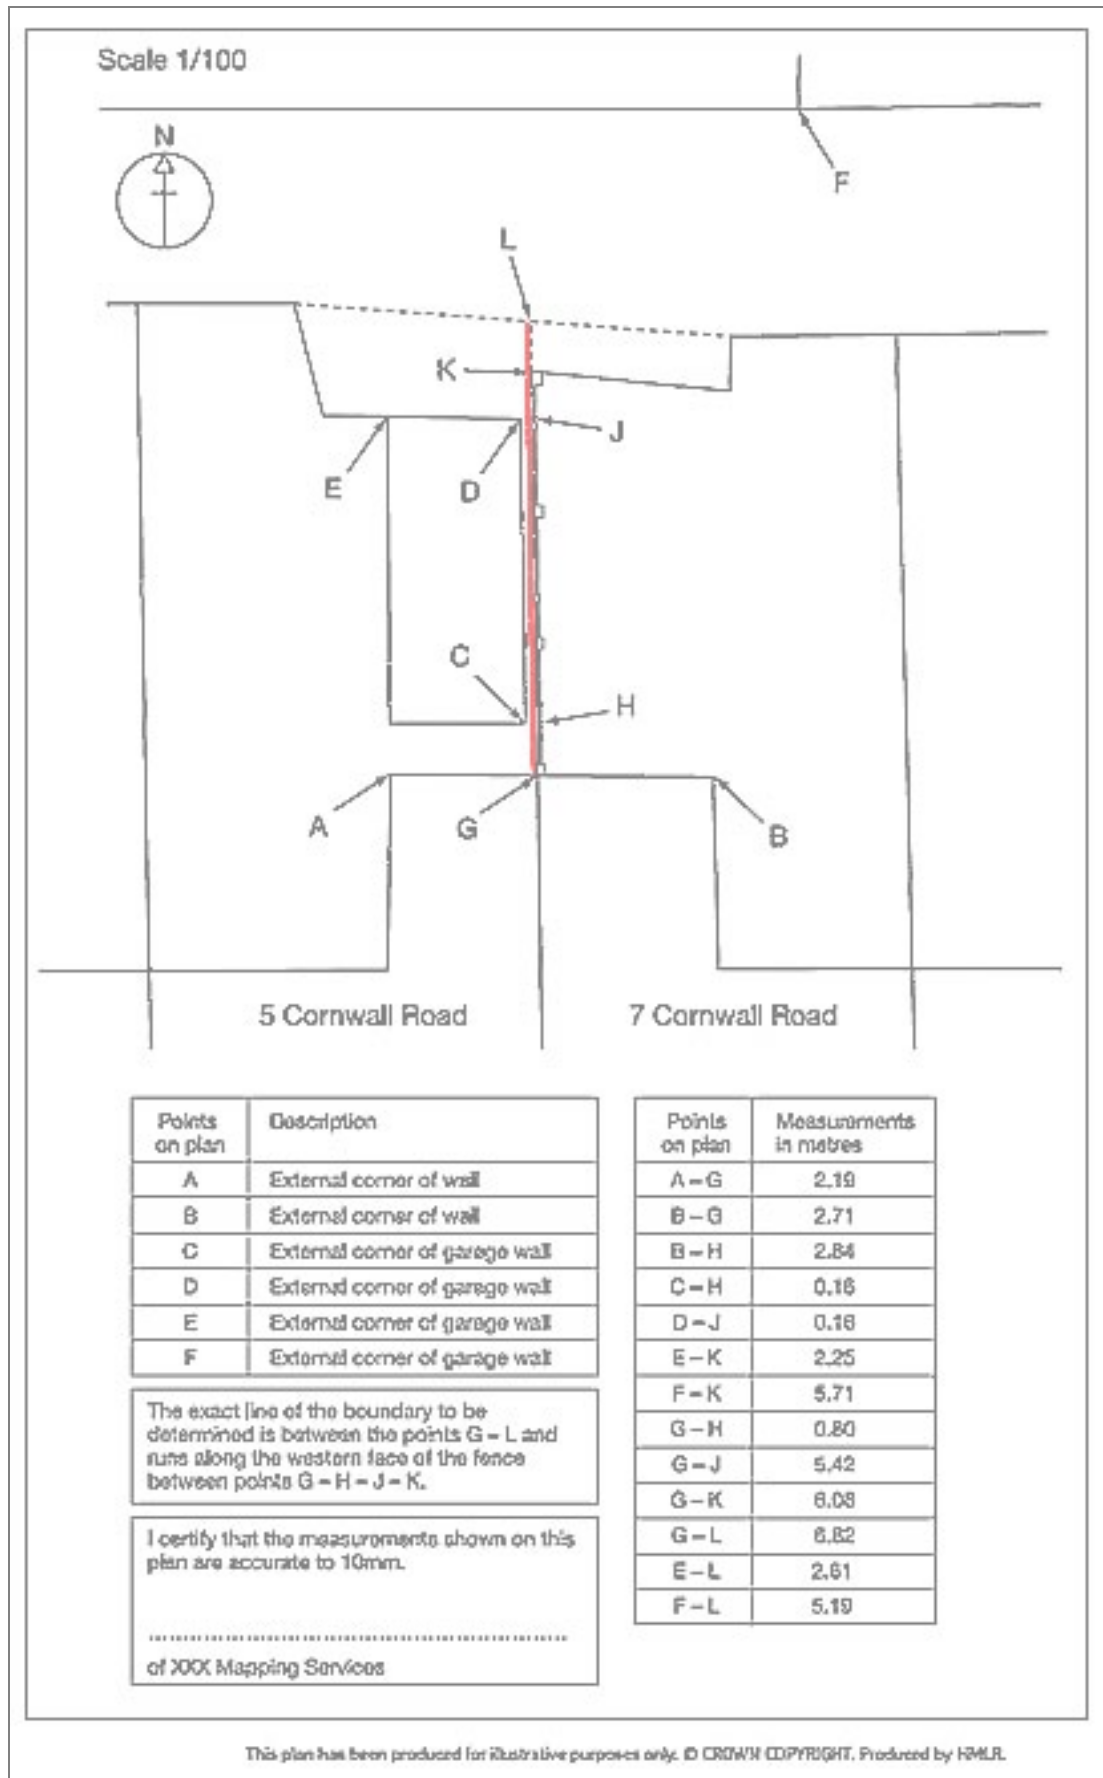 Scale 1/100
N
F
L
K
J
E
D
C
H
A
G
B
5 Cornwall Road
7 Cornwall Road
Points on plan Description
A External corner of wall
B External corner of wall
C External corner of garage wall
D External corner of garage wall
E External corner of garage wall
F External corner of garage wall
The exact line of the boundary to be
determined is between the points G – L and
runs along the western face of the fence
between points G – H – J – K.
I certify that the measurements shown on this
plan are accurate to 10mm.
of XXX Mapping Services
Points on plan Measurements in metres
A – G 2.19
B – G 2.71
B – H 2.84
C – H 0.16
D – J 0.16
E – K 2.25
F – K 5.71
G – H 0.80
G – J 5.42
G – K 6.08
G – L 6.82
E – L 2.61
F – L 5.19
This plan has been produced for illustrative purposes only. © CROWN COPYRIGHT. Produced by HMLR.